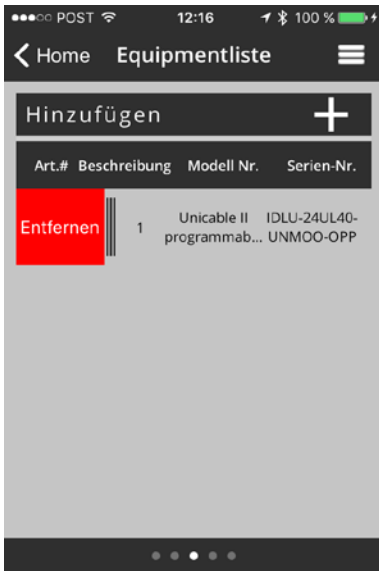 POST 12:16 100 %
Home Equipmentliste
Hinzufügen
Art.# Beschreibung Modell Nr. Serien-Nr.
Entfernen 1 Unicable II IDLU-24UL40-
programmab... UNMOO-OPP